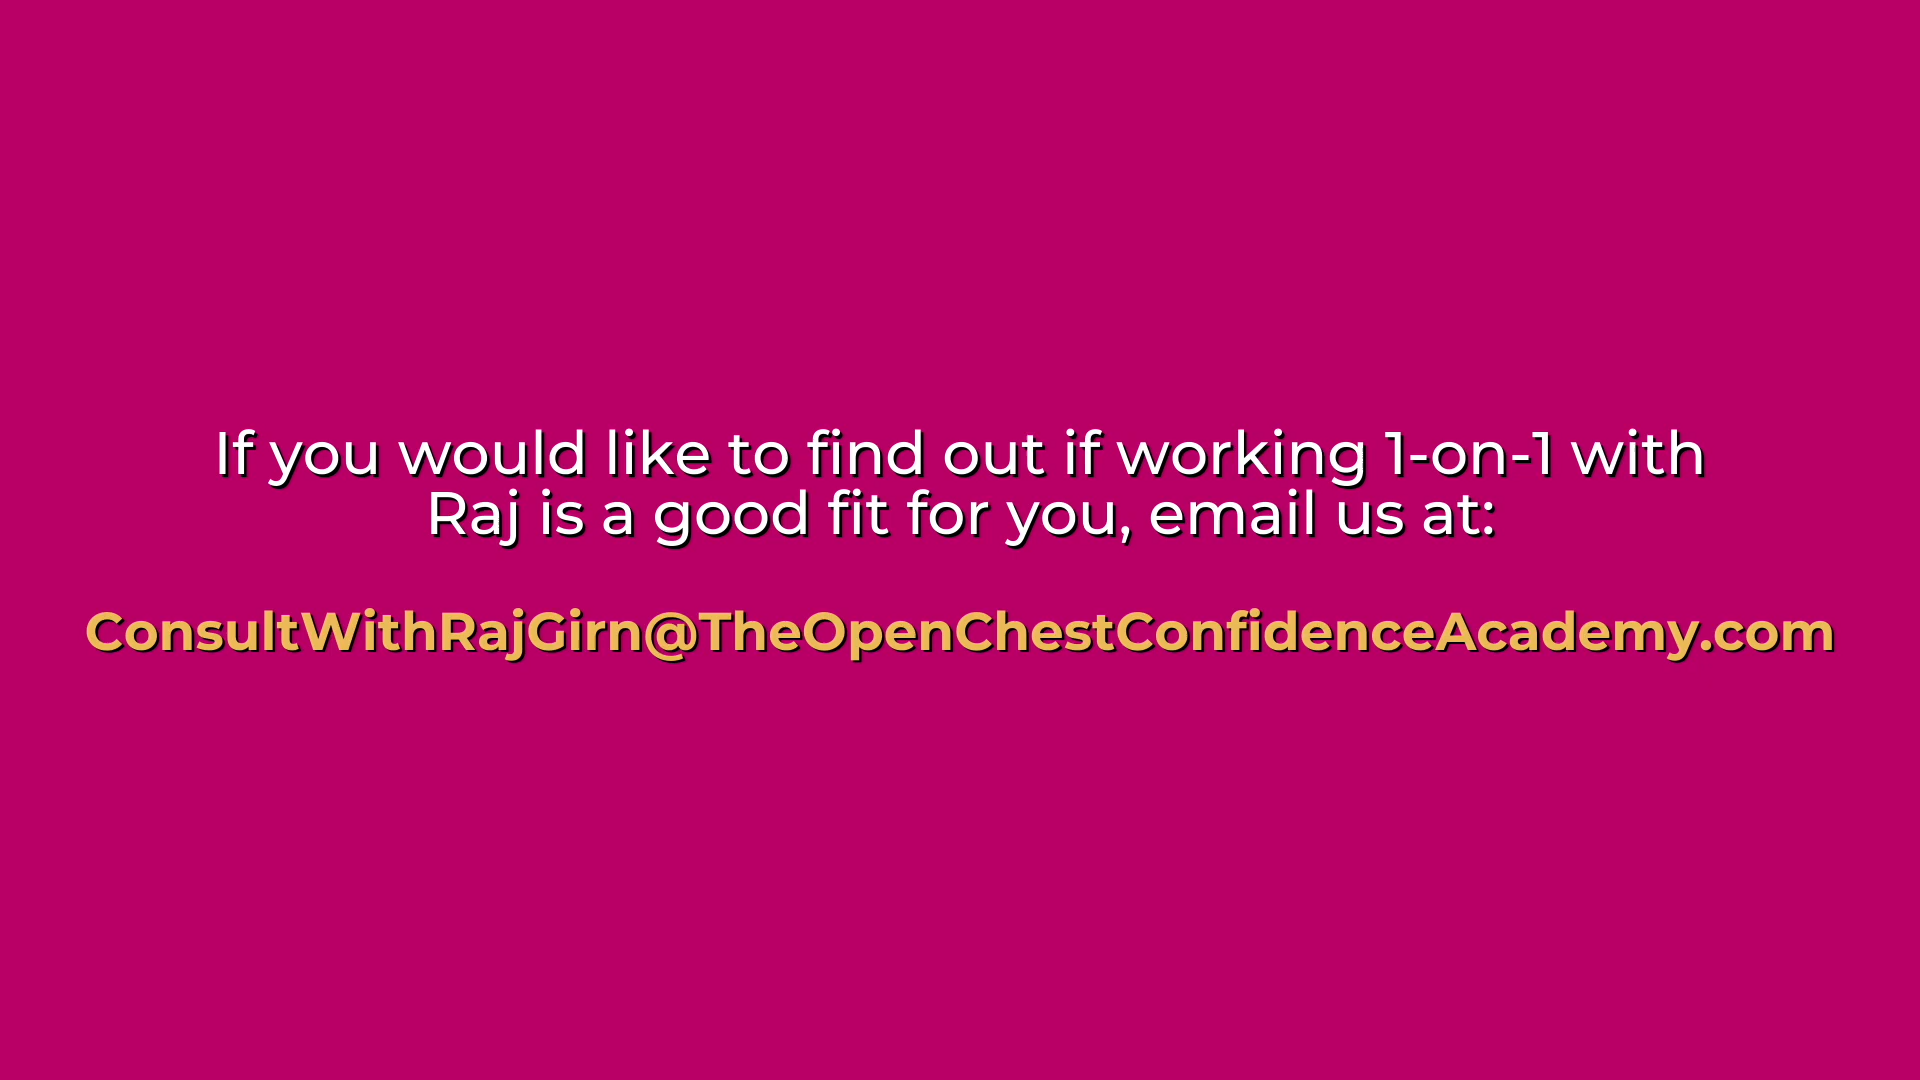 If you would like to find out if working 1-on-1 with
Raj is a good fit for you, email us at:
ConsultWithRajGirn@TheOpenChestConfidenceAcademy.com